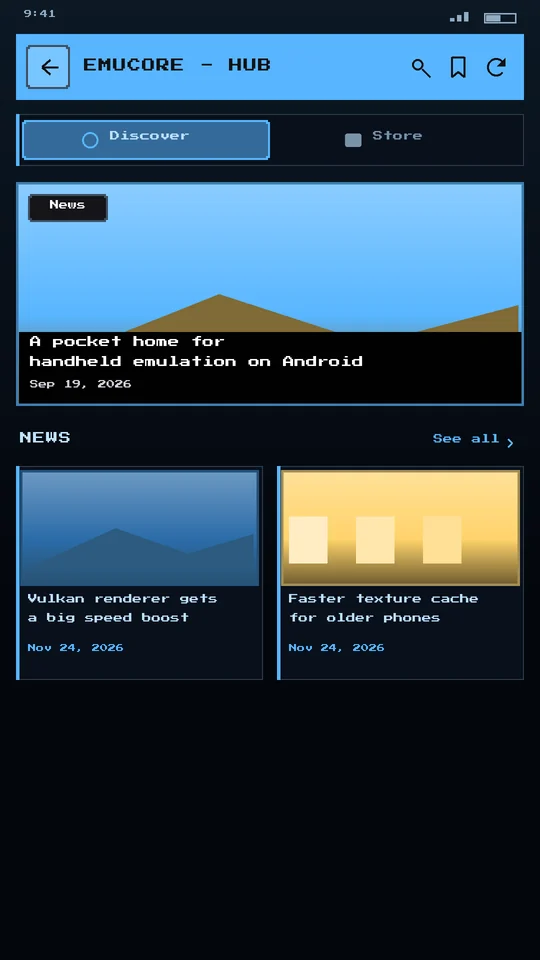 9:41
EMUCORE - HUB
Discover
Store
News
A pocket home for
handheld emulation on Android
Sep 19, 2026
NEWS
See all
Vulkan renderer gets
a big speed boost
Nov 24, 2026
Faster texture cache
for older phones
Nov 24, 2026